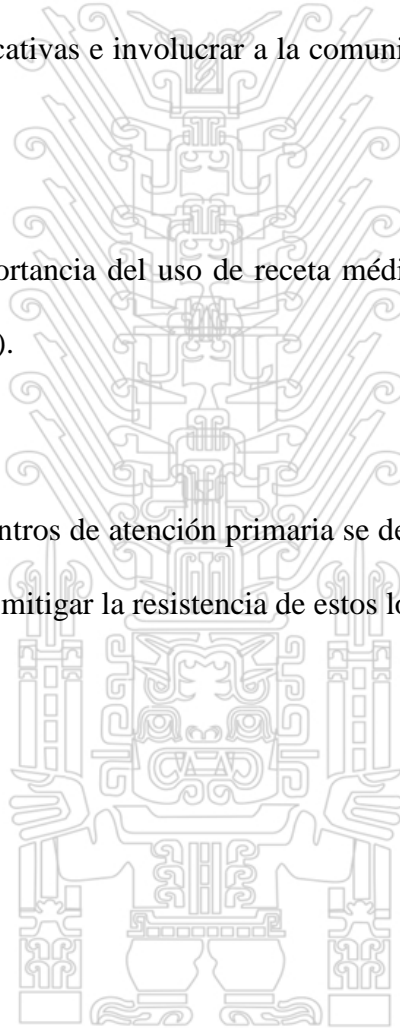 cativas e involucrar a la comuni
ortancia del uso de receta médi
).
ntros de atención primaria se de
mitigar la resistencia de estos lo